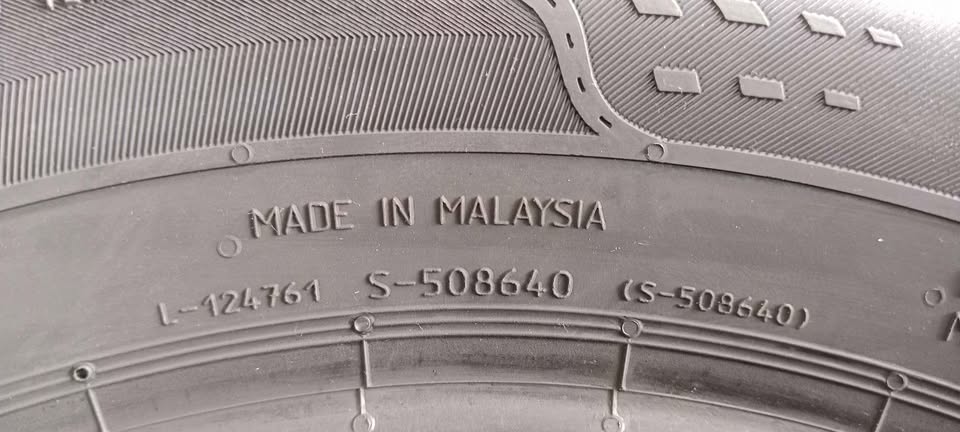 MADE IN MALAYSIA
L-124761 S-508640 (S-508640)